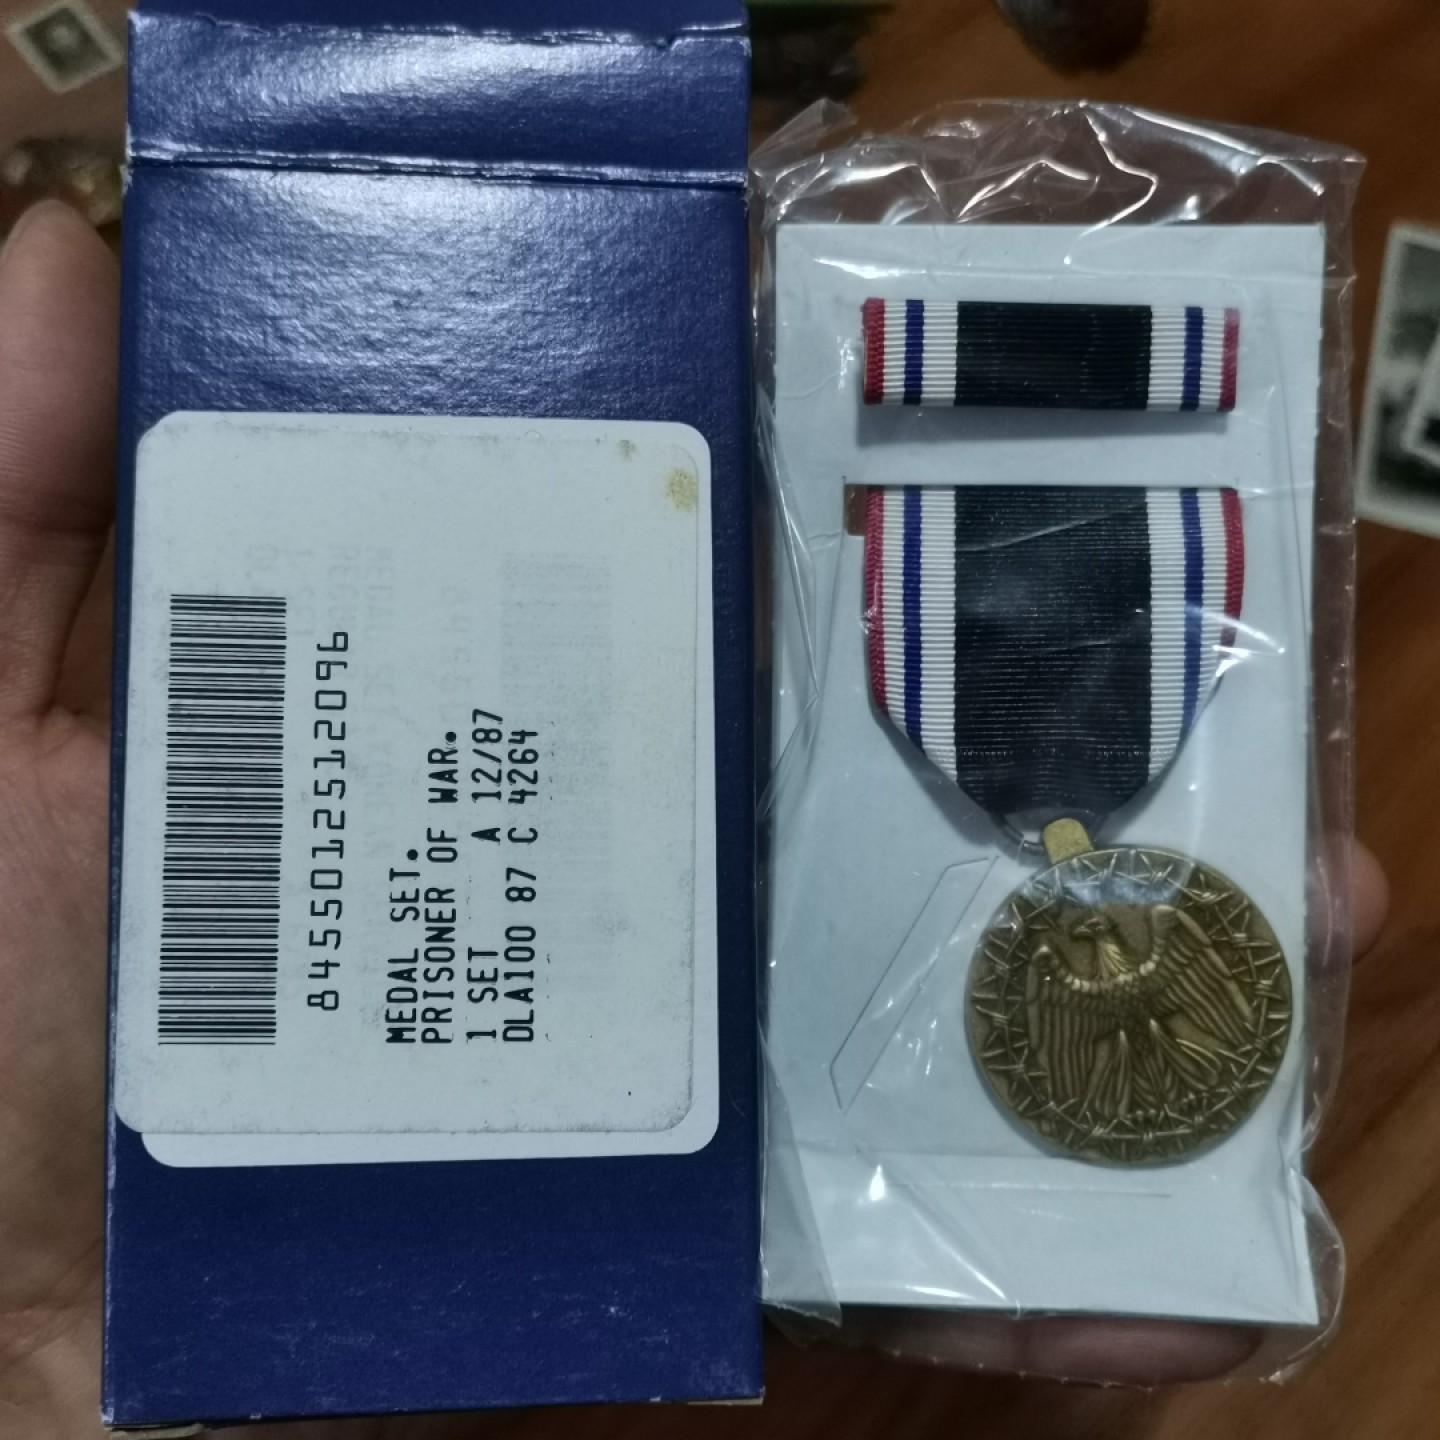 8455012512096
MEDAL SET.
PRISONER OF WAR.
1 SET A 12/87
DLA100 87 C 4264